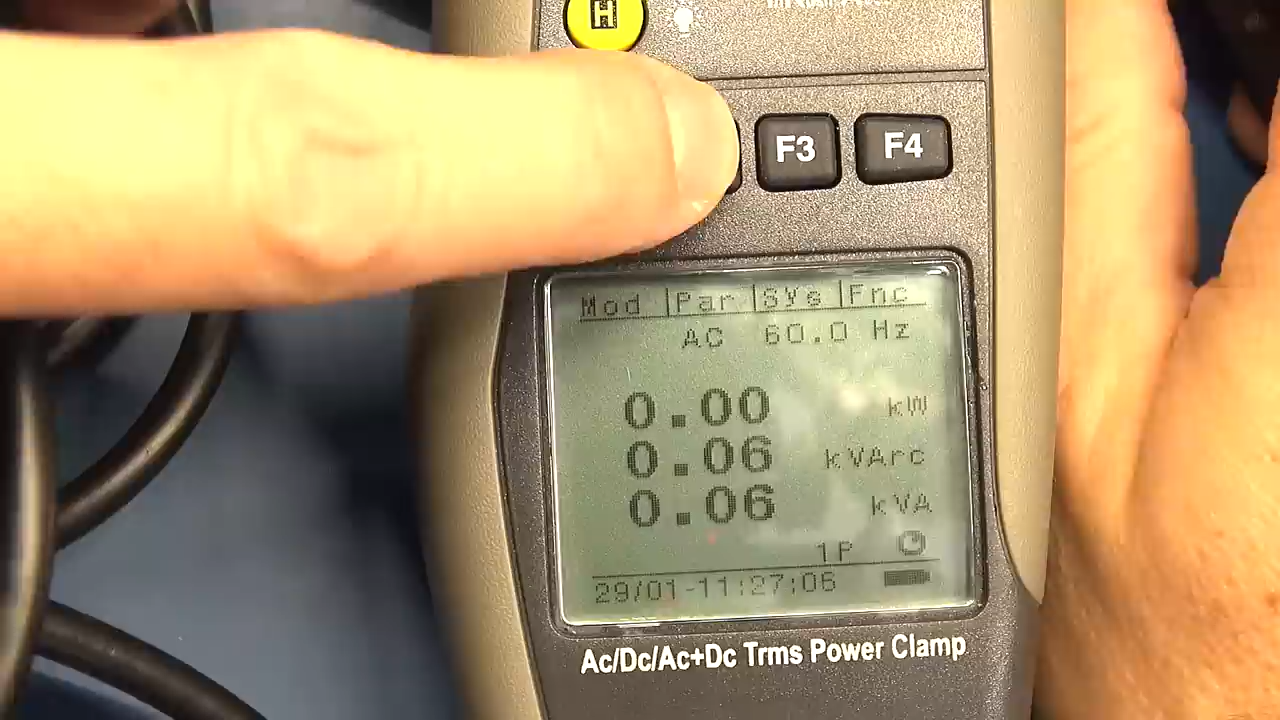 H
F3 F4
Mod |Par |SYs |Fnc
AC 60.0 Hz
0.00 kW
0.06 kVArc
0.06 kVA
1P
29/01-11:27:06
Ac/Dc/Ac+Dc Trms Power Clamp